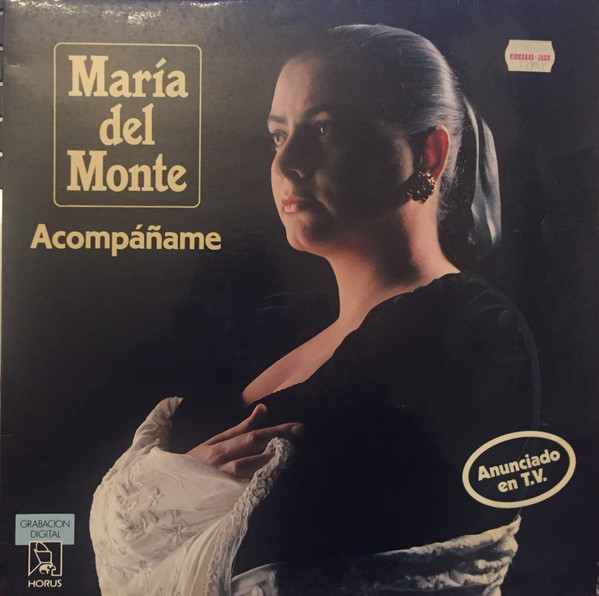 María
del
Monte
Acompáñame
Anunciado
en T.V.
GRABACION
DIGITAL
HORUS